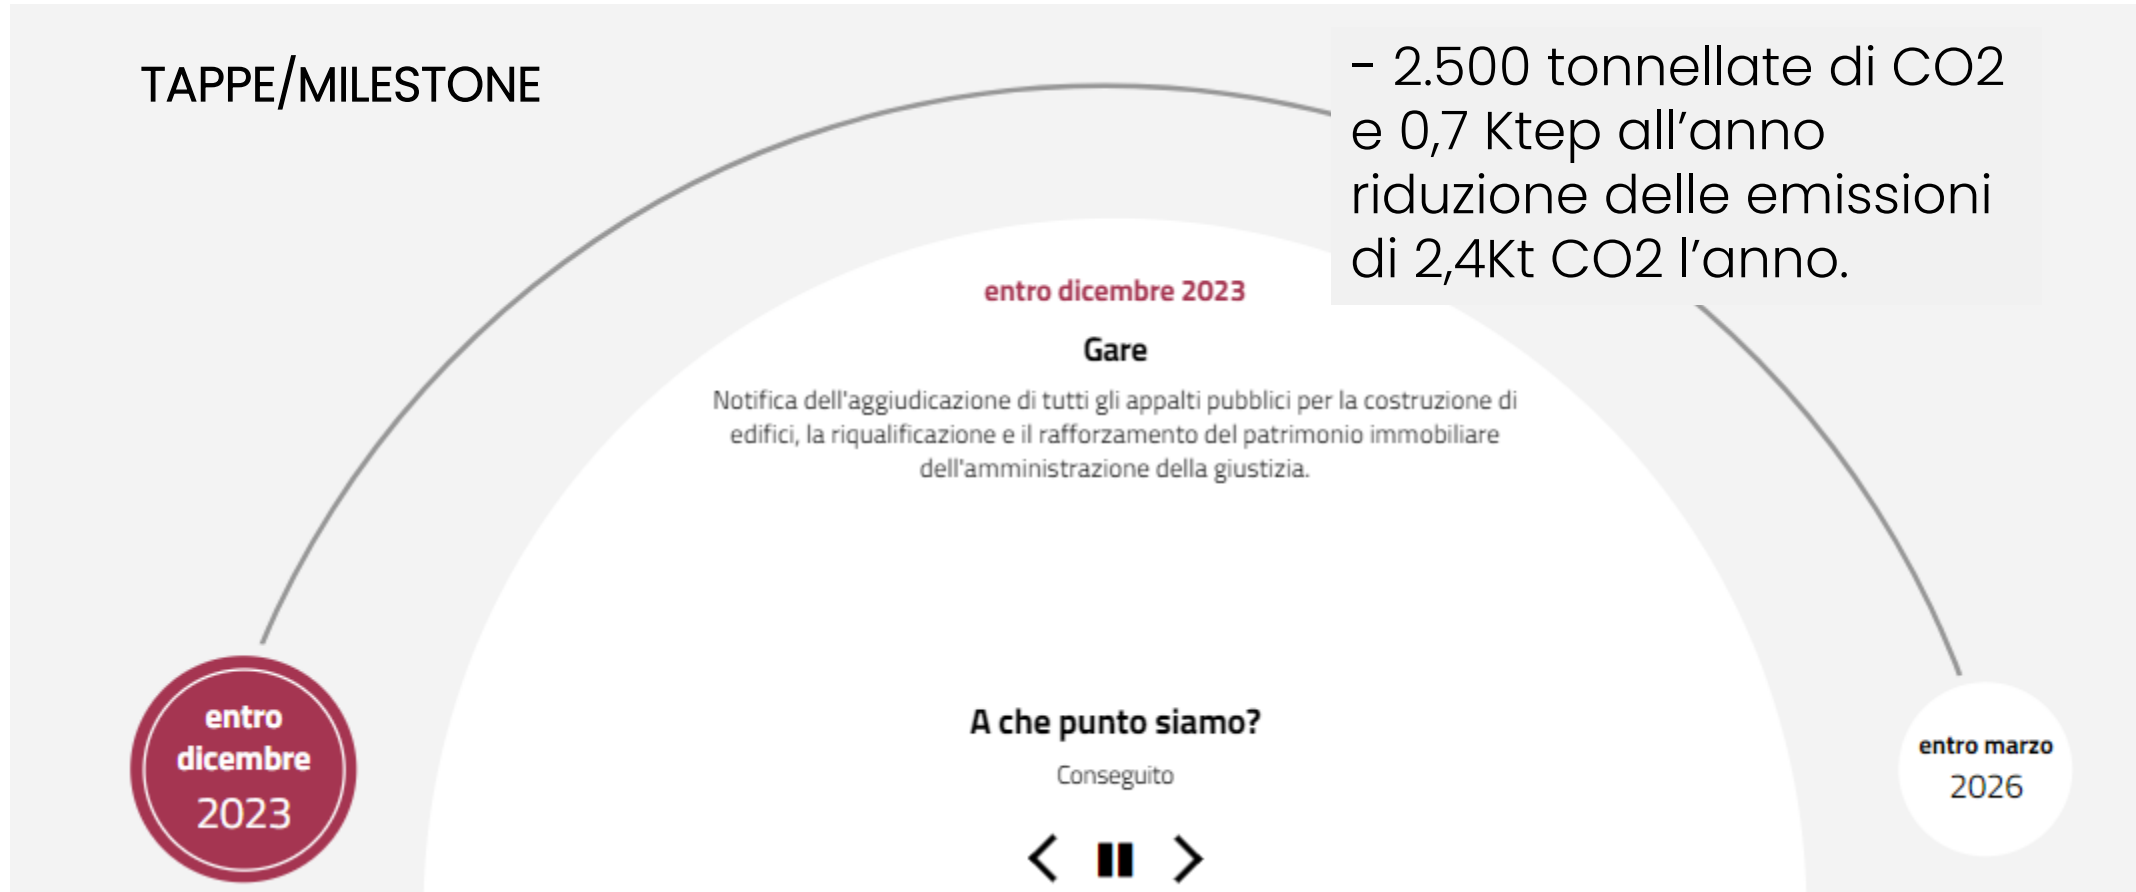 TAPPE/MILESTONE
- 2.500 tonnellate di CO2
e 0,7 Ktep all’anno
riduzione delle emissioni
di 2,4Kt CO2 l’anno.
entro dicembre 2023
Gare
Notifica dell'aggiudicazione di tutti gli appalti pubblici per la costruzione di
edifici, la riqualificazione e il rafforzamento del patrimonio immobiliare
dell'amministrazione della giustizia.
A che punto siamo?
Conseguito
entro
dicembre
2023
entro marzo
2026